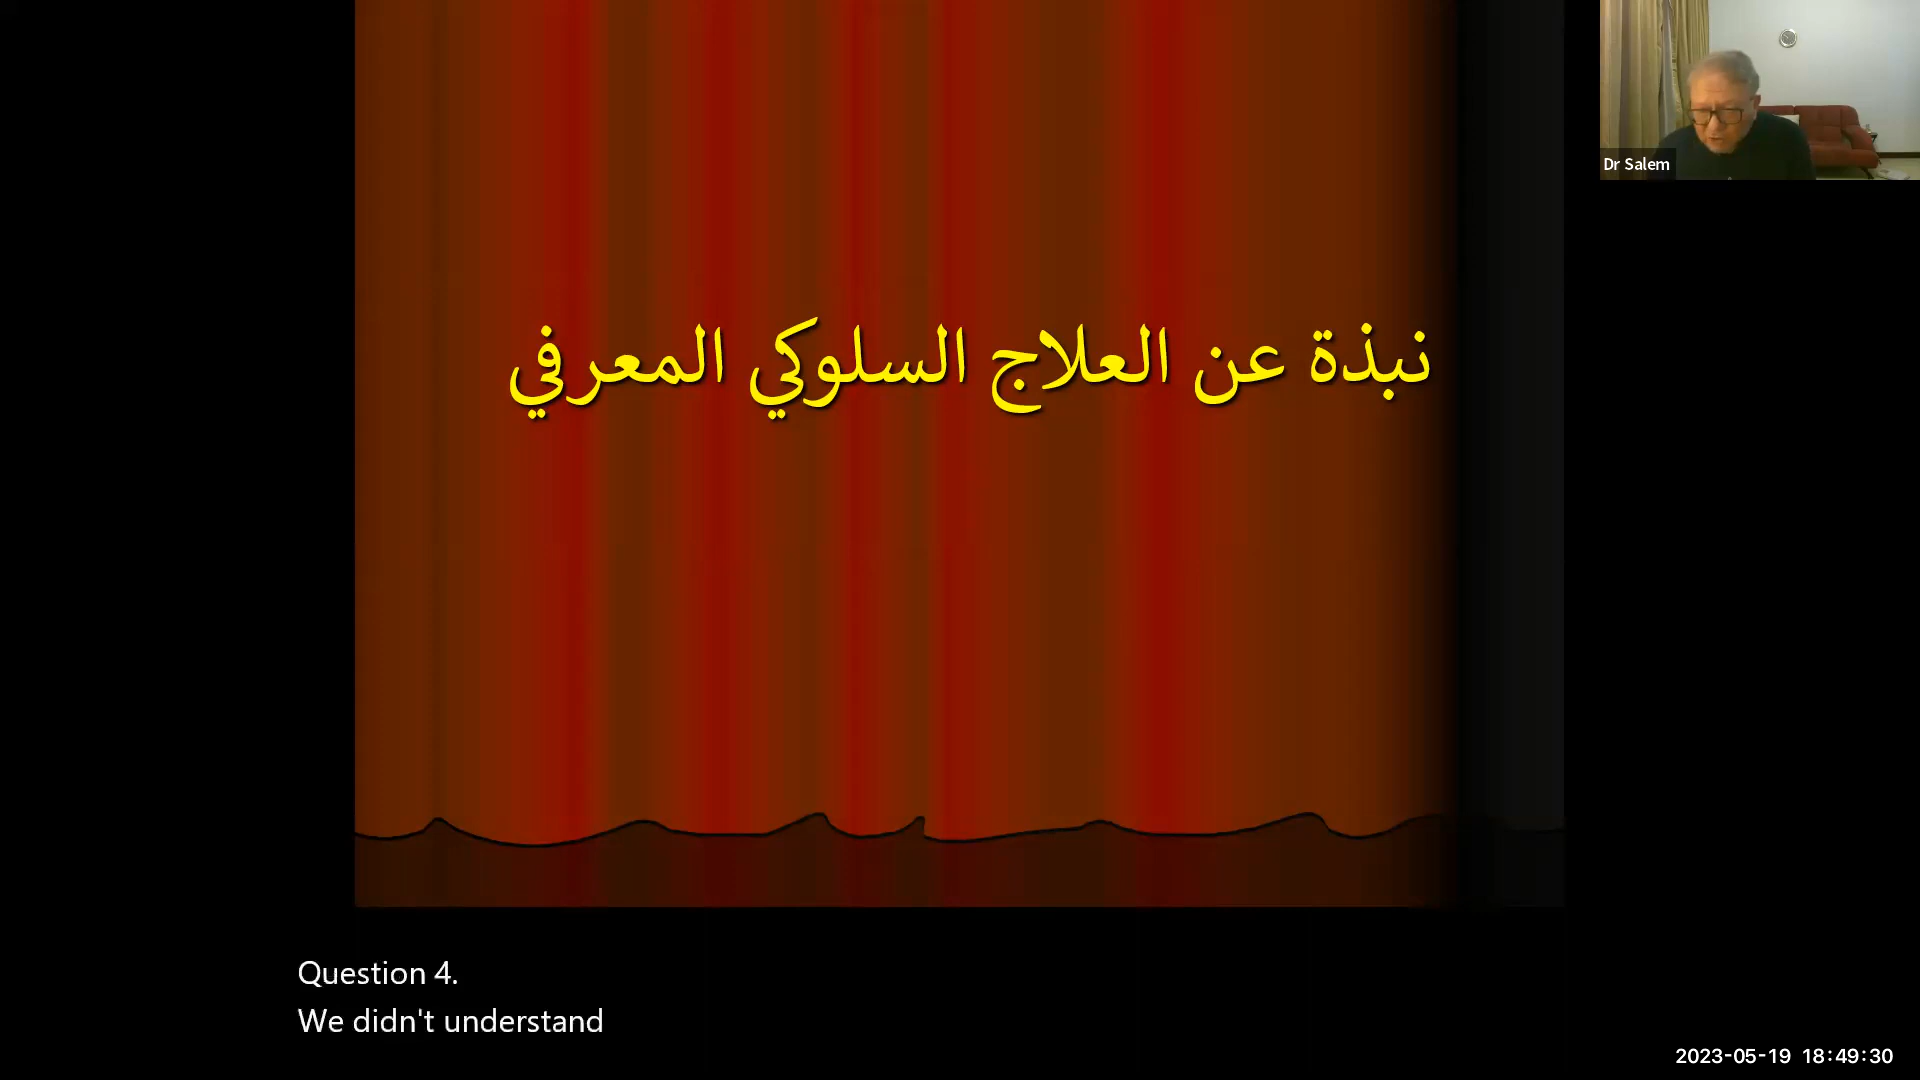 نبذة عن العلاج السلوكي المعرفي
Dr Salem
Question 4.
We didn't understand
2023-05-19 18:49:30